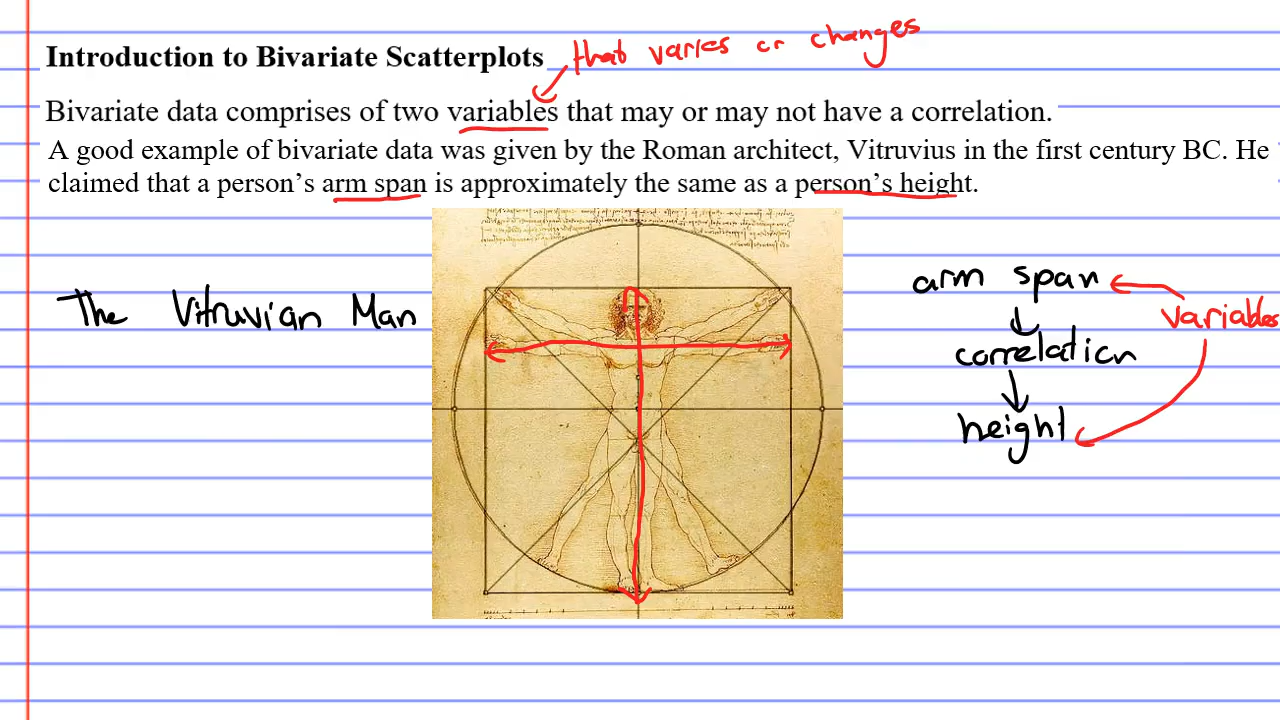 Introduction to Bivariate Scatterplots
that varies or changes
Bivariate data comprises of two variables that may or may not have a correlation.
A good example of bivariate data was given by the Roman architect, Vitruvius in the first century BC. He
claimed that a person's arm span is approximately the same as a person's height.
The Vitruvian Man
arm span
variables
correlation
height